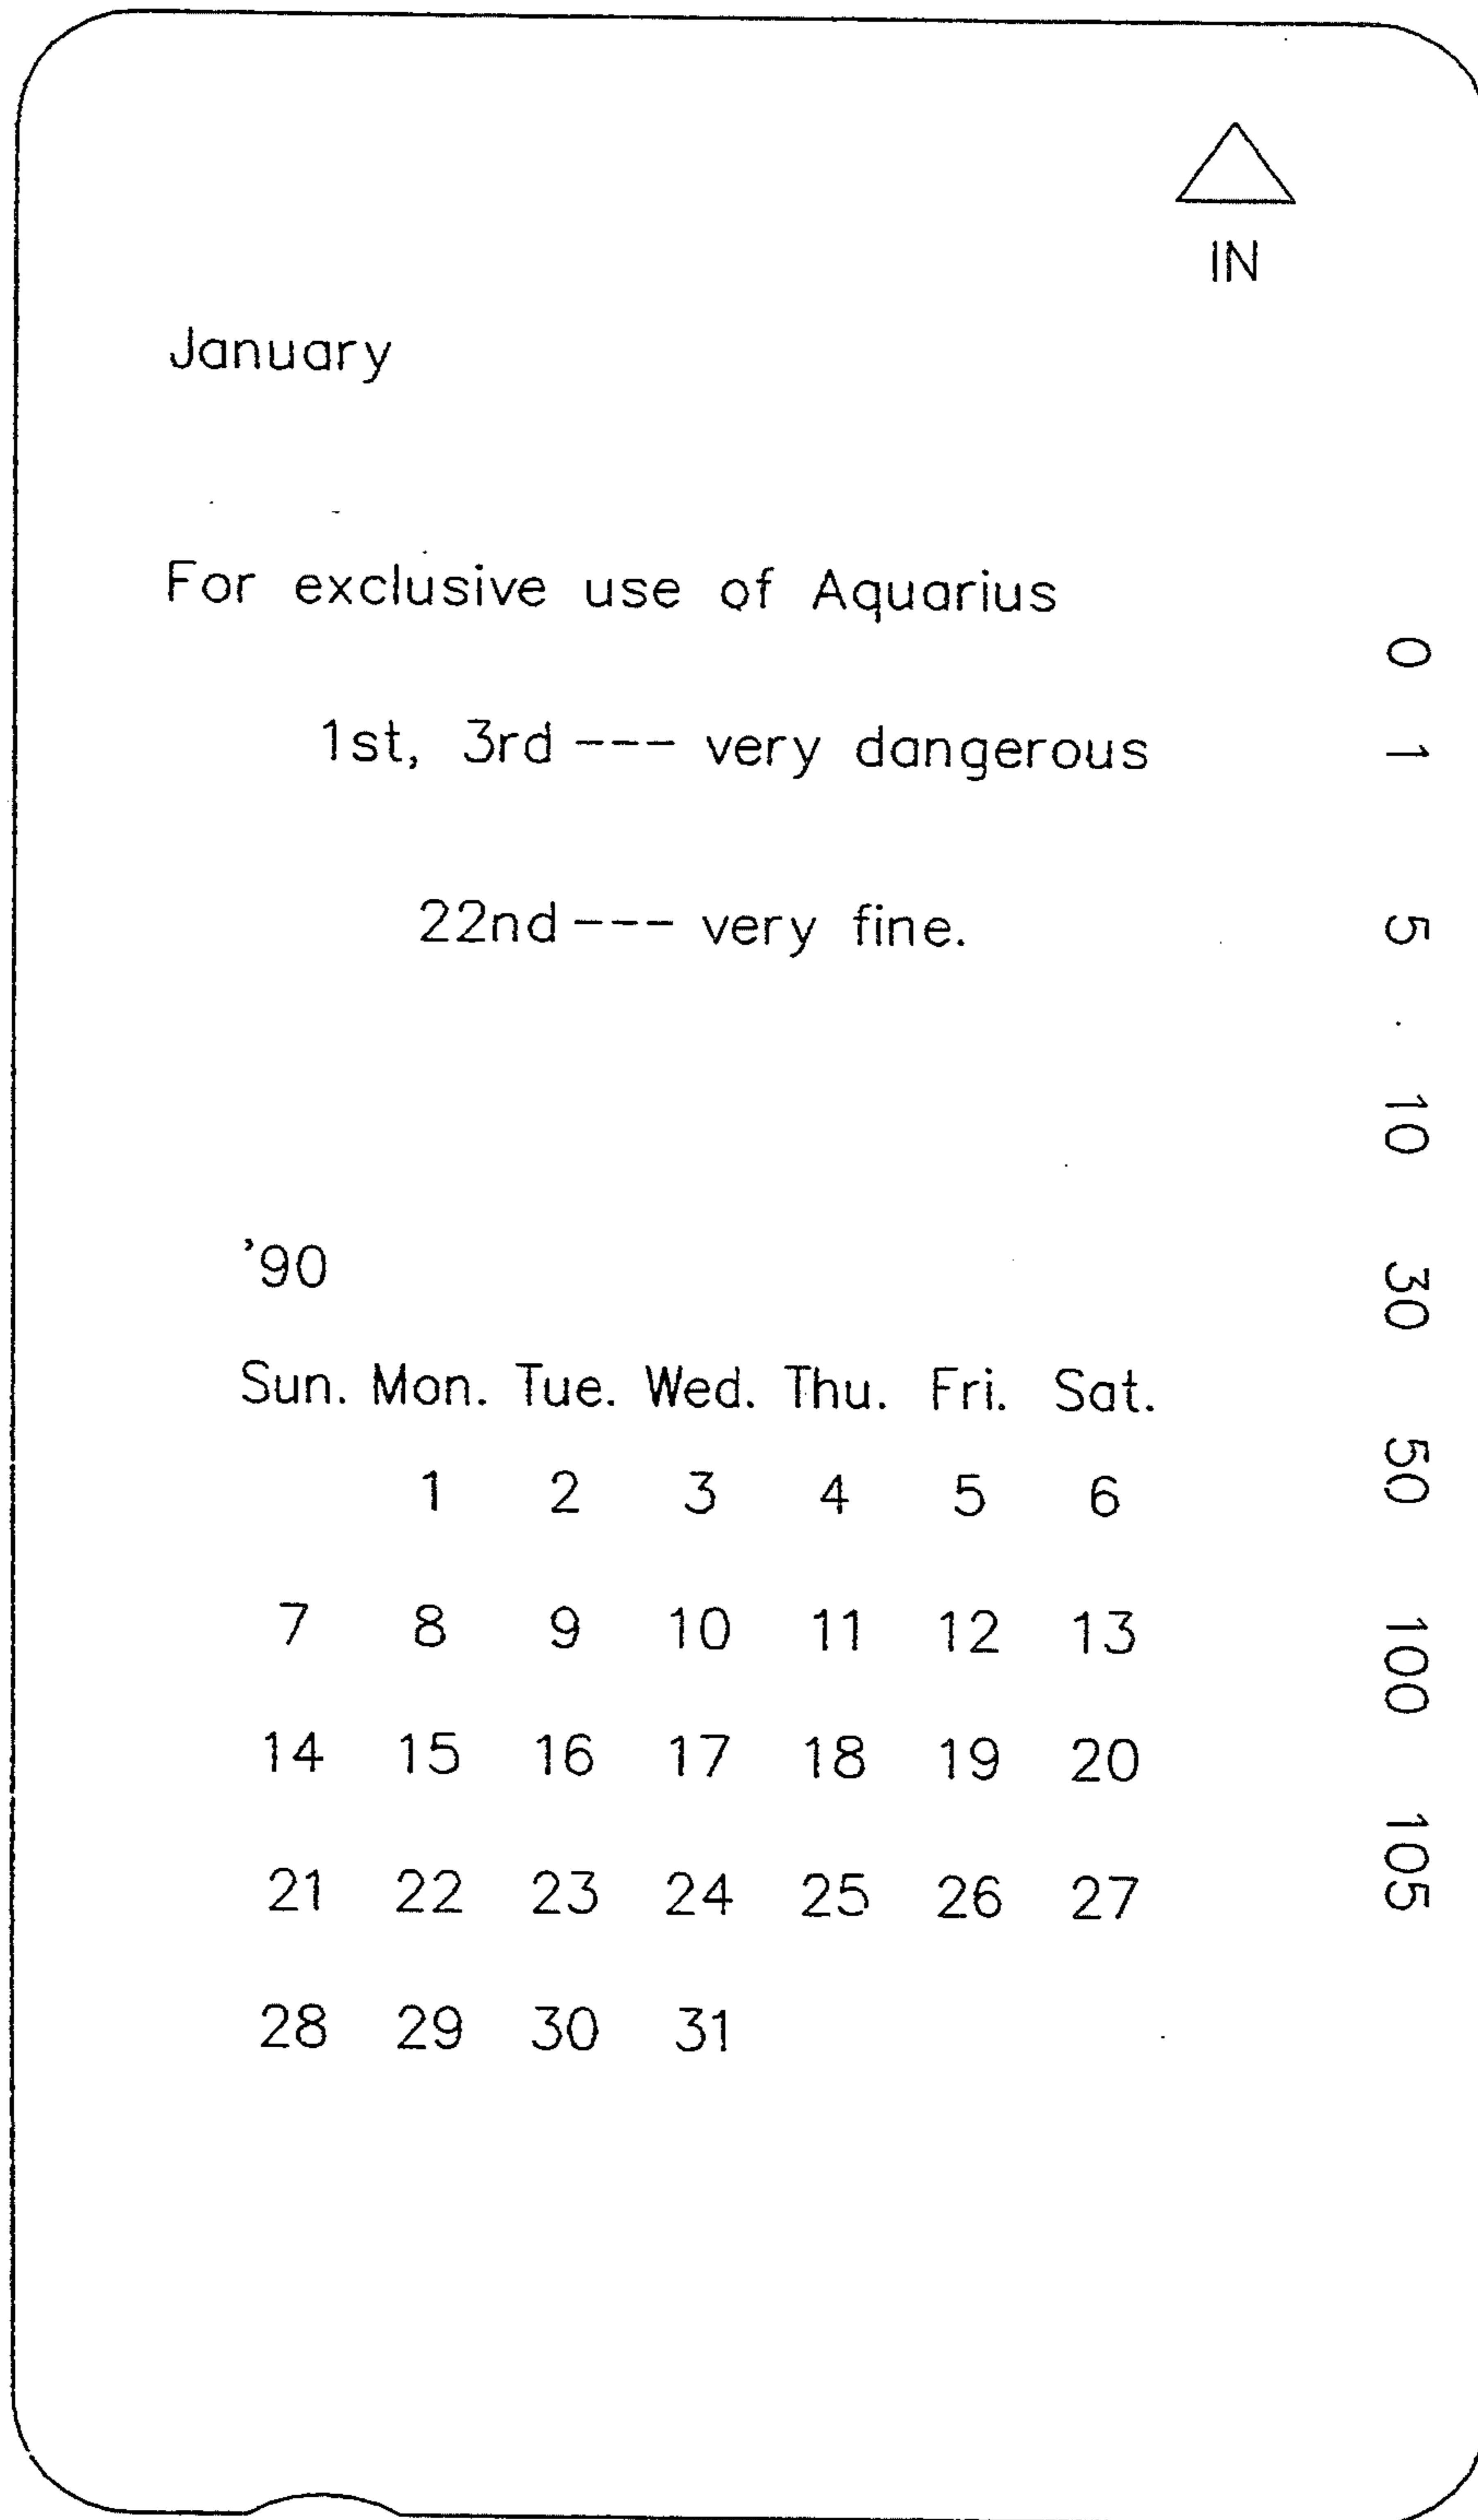 IN
January
For exclusive use of Aquarius
1st, 3rd --- very dangerous
22nd --- very fine.
'90
Sun. Mon. Tue. Wed. Thu. Fri. Sat.
1 2 3 4 5 6
7 8 9 10 11 12 13
14 15 16 17 18 19 20
21 22 23 24 25 26 27
28 29 30 31
0 1 5 10 30 50 100 105